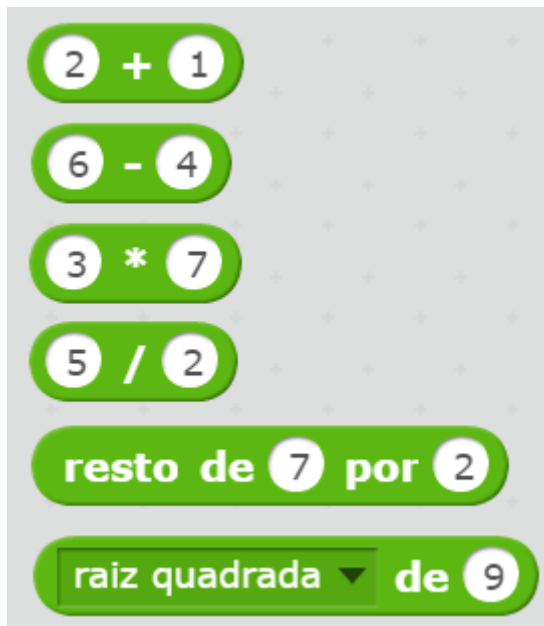 2 + 1
6 - 4
3 * 7
5 / 2
resto de 7 por 2
raiz quadrada de 9